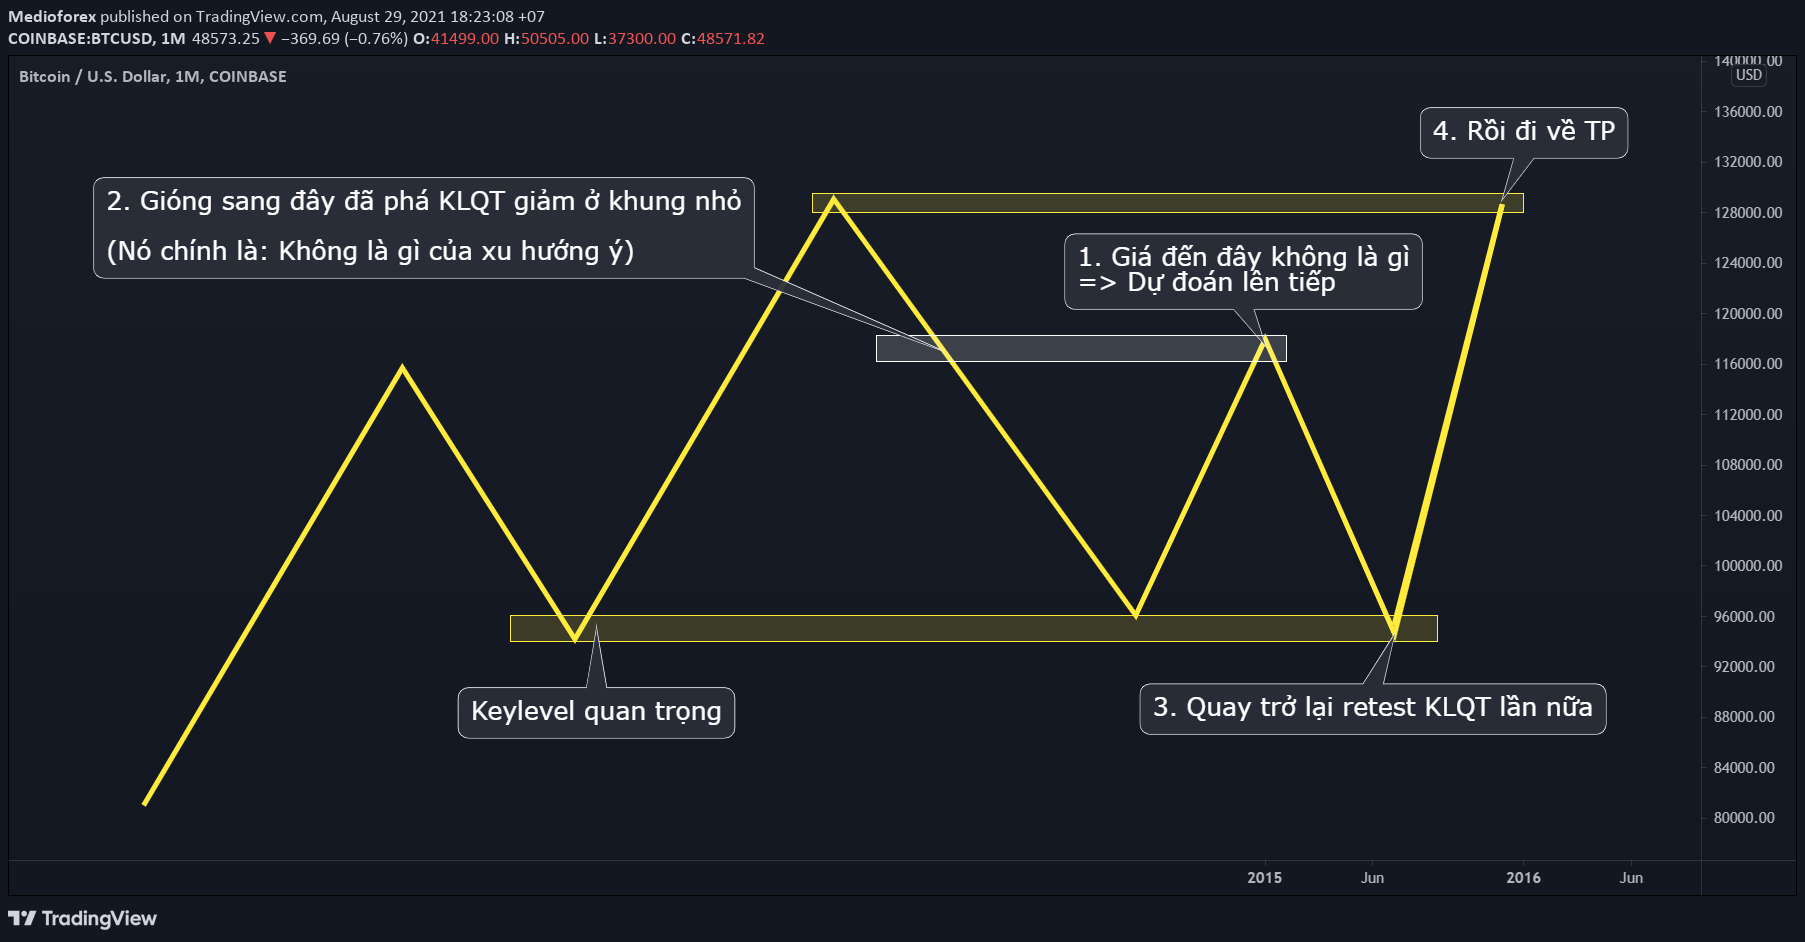 Medioforex published on TradingView.com, August 29, 2021 18:23:08 +07
COINBASE:BTCUSD, 1M 48573.25 ▼ −369.69 (−0.76%) O:41499.00 H:50505.00 L:37300.00 C:48571.82
Bitcoin / U.S. Dollar, 1M, COINBASE
140000.00
USD
136000.00
4. Rồi đi về TP
132000.00
2. Gióng sang đây đã phá KLQT giảm ở khung nhỏ
(Nó chính là: Không là gì của xu hướng ý)
128000.00
1. Giá đến đây không là gì
=> Dự đoán lên tiếp
124000.00
120000.00
116000.00
112000.00
108000.00
104000.00
100000.00
96000.00
92000.00
Keylevel quan trọng
3. Quay trở lại retest KLQT lần nữa
88000.00
84000.00
80000.00
2015 Jun 2016 Jun
TradingView